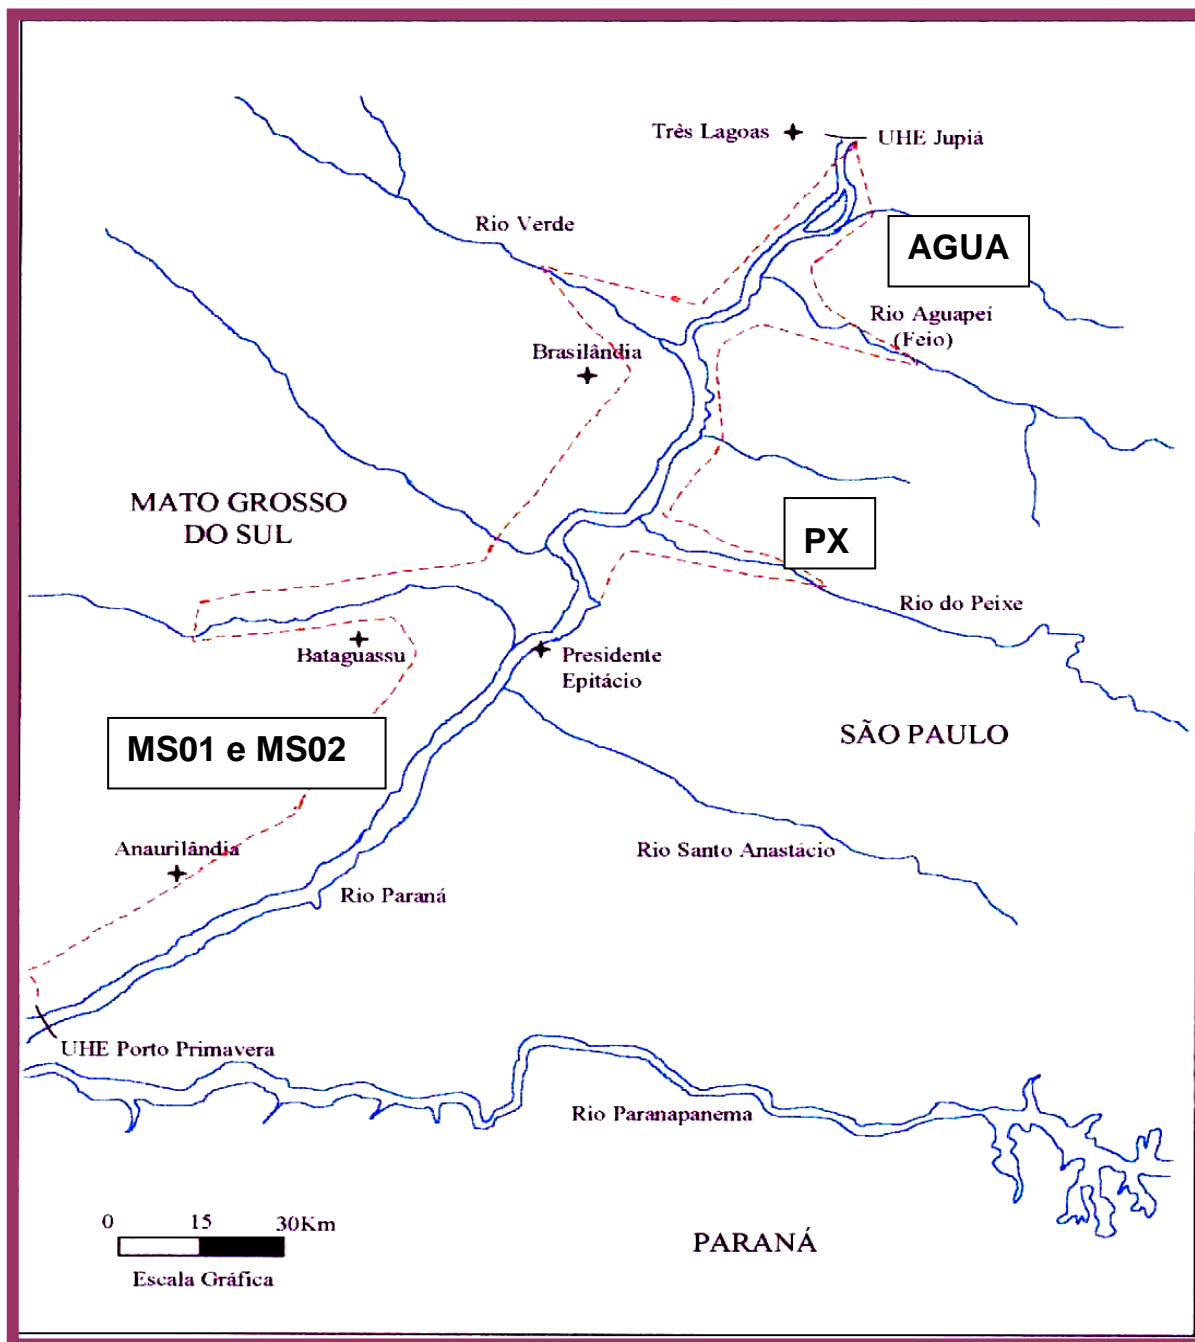 Três Lagoas
UHE Jupiá
Rio Verde
AGUA
Rio Aguapeí
(Feio)
Brasilândia
MATO GROSSO
DO SUL
PX
Rio do Peixe
Bataguassu
Presidente
Epitácio
SÃO PAULO
MS01 e MS02
Anaurilândia
Rio Santo Anastácio
Rio Paraná
UHE Porto Primavera
Rio Paranapanema
0 15 30Km
Escala Gráfica
PARANÁ